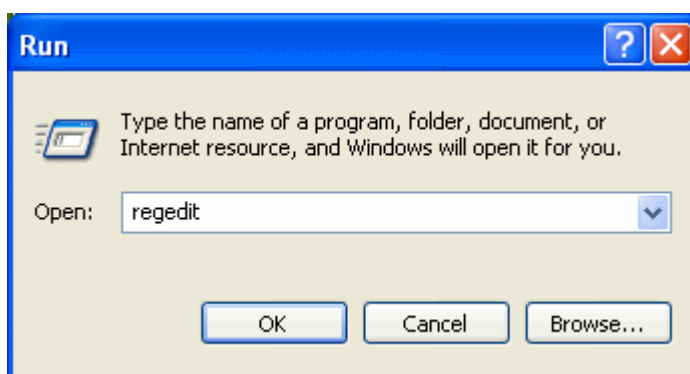 Run
Type the name of a program, folder, document, or
Internet resource, and Windows will open it for you.
Open: regedit
OK Cancel Browse...